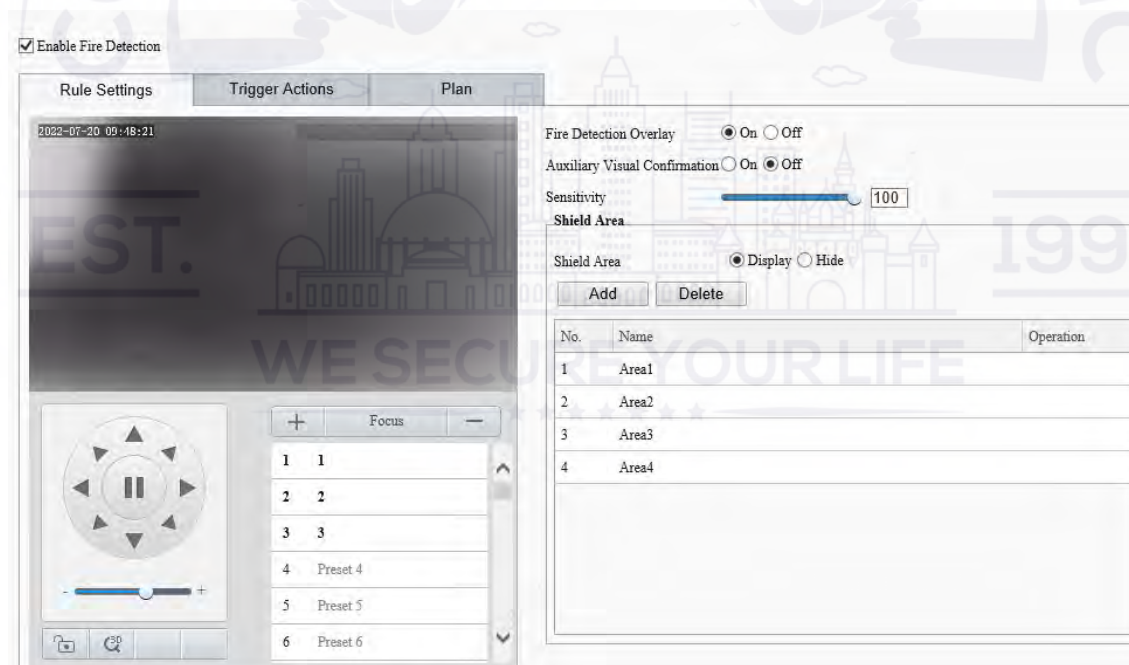 Enable Fire Detection
Rule Settings
Trigger Actions
Plan
2022-07-20 09:48:21
Fire Detection Overlay On Off
Auxiliary Visual Confirmation On Off
Sensitivity 100
Shield Area
Shield Area Display Hide
Add Delete
No. Name Operation
1 Area1
2 Area2
3 Area3
4 Area4
+ Focus —
1 1
2 2
3 3
4 Preset 4
5 Preset 5
6 Preset 6
- +
3D
EST.
199
WE SECURE YOUR LIFE